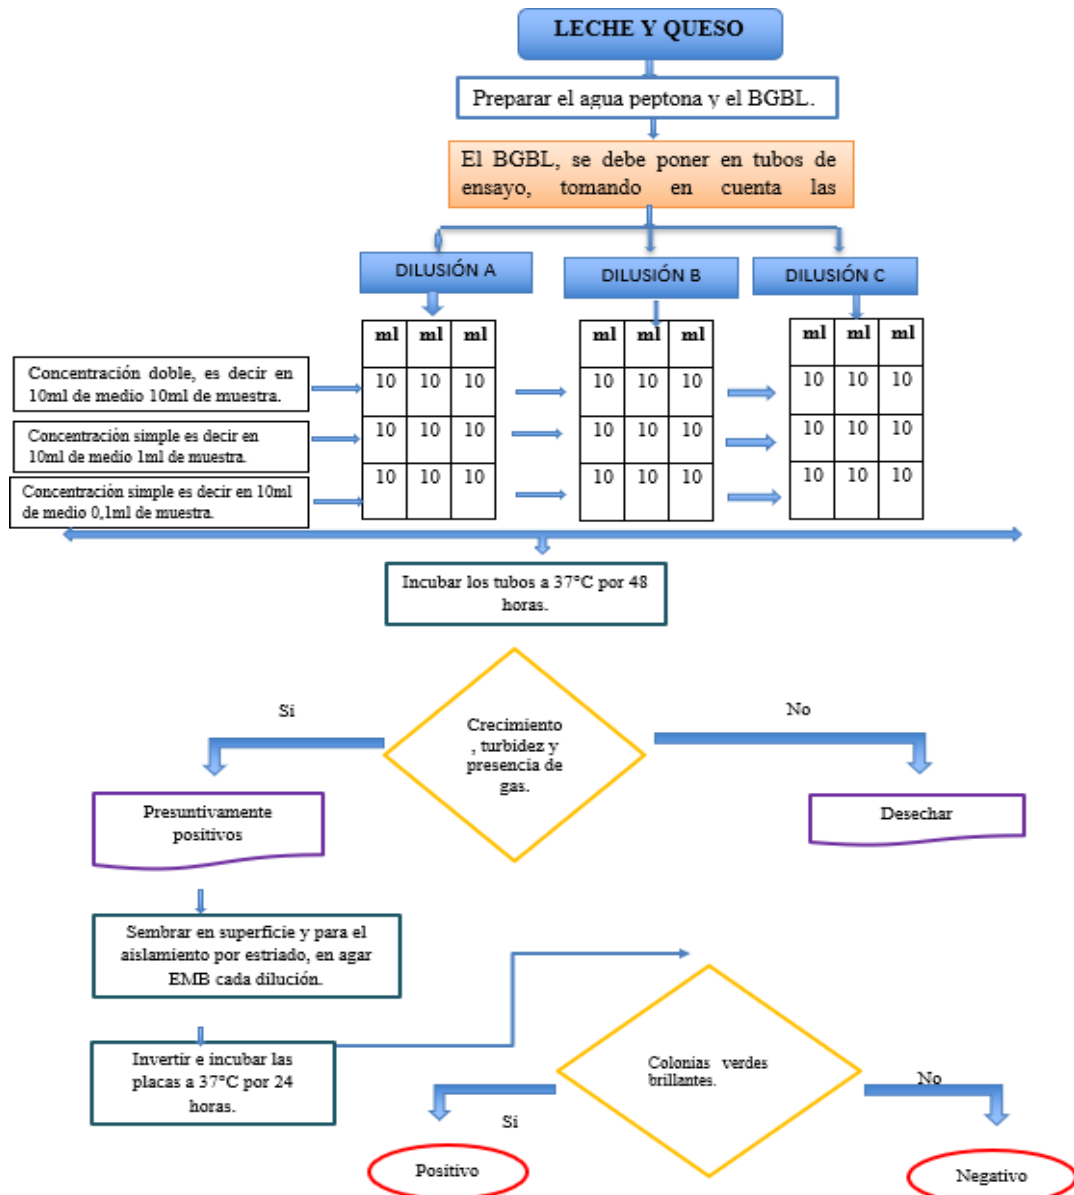 LECHE Y QUESO
Preparar el agua peptona y el BGBL.
El BGBL, se debe poner en tubos de
ensayo, tomando en cuenta las
DILUSIÓN A
DILUSIÓN B
DILUSIÓN C
ml ml ml
10 10 10
10 10 10
10 10 10
ml ml ml
10 10 10
10 10 10
10 10 10
ml ml ml
10 10 10
10 10 10
10 10 10
Concentración doble, es decir en
10ml de medio 10ml de muestra.
Concentración simple es decir en
10ml de medio 1ml de muestra.
Concentración simple es decir en 10ml
de medio 0,1ml de muestra.
Incubar los tubos a 37°C por 48
horas.
Si
No
Crecimiento
, turbidez y
presencia de
gas.
Presuntivamente
positivos
Desechar
Sembrar en superficie y para el
aislamiento por estriado, en agar
EMB cada dilución.
Invertir e incubar las
placas a 37°C por 24
horas.
Colonias verdes
brillantes.
Si
No
Positivo
Negativo